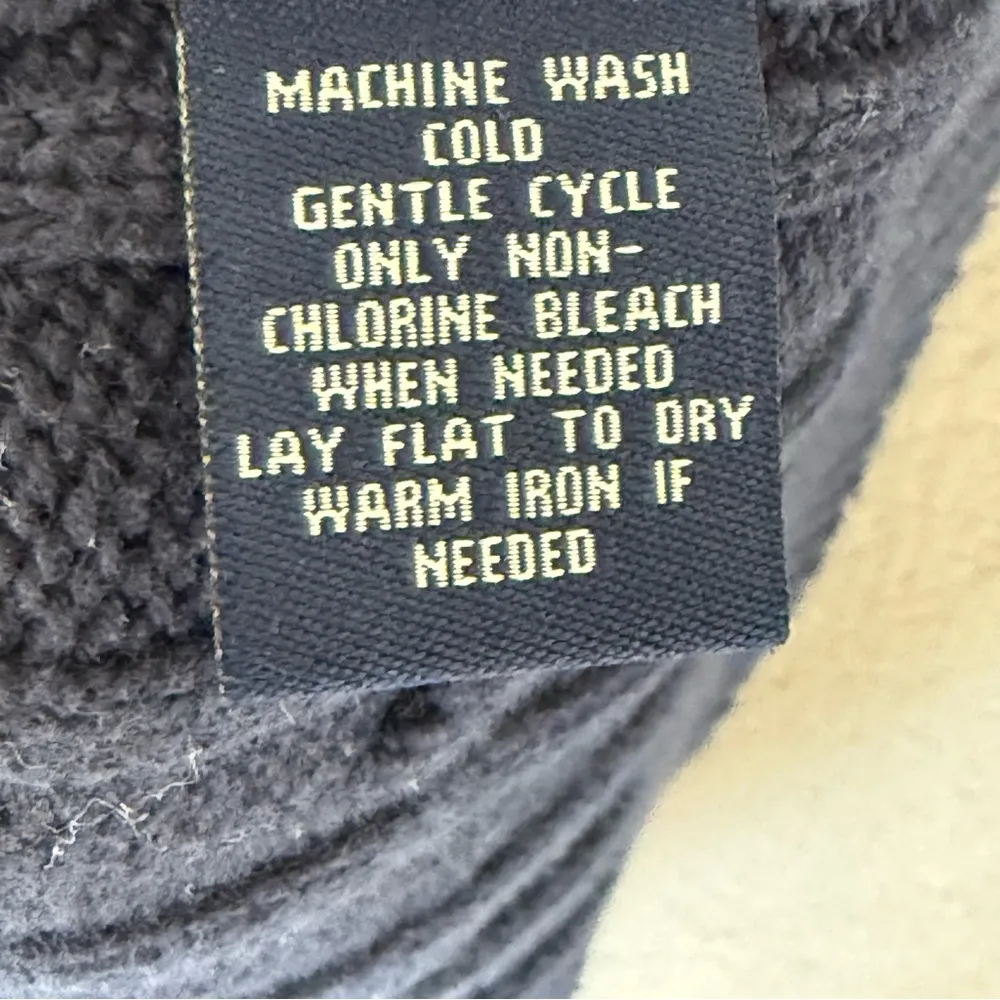 MACHINE WASH
COLD
GENTLE CYCLE
ONLY NON-
CHLORINE BLEACH
WHEN NEEDED
LAY FLAT TO DRY
WARM IRON IF
NEEDED